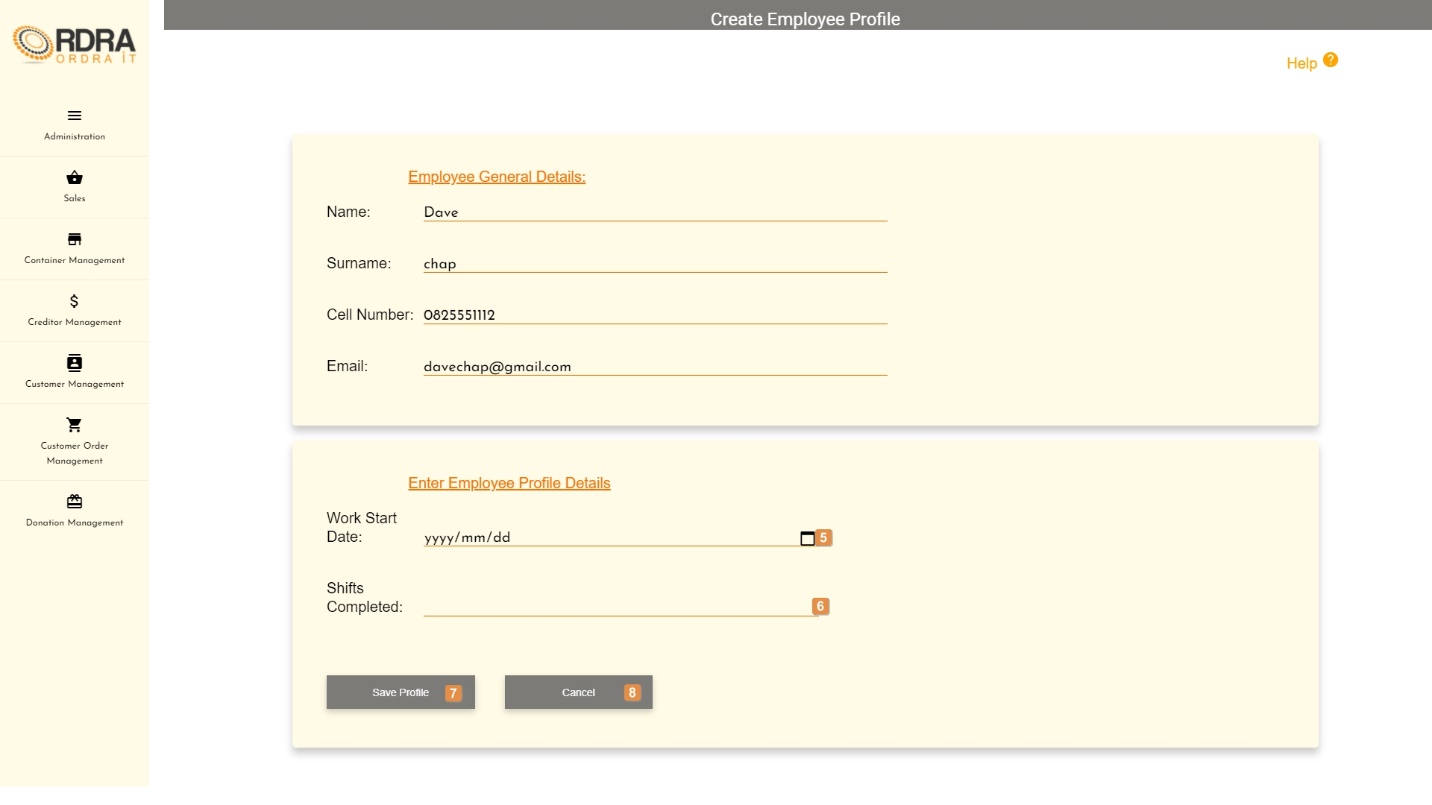 Create Employee Profile
RDRA
ORDRA IT
Help ?
Administration
Sales
Container Management
$
Creditor Management
Customer Management
Customer Order
Management
Donation Management
Employee General Details:
Name: Dave
Surname: chap
Cell Number: 0825551112
Email: davechap@gmail.com
Enter Employee Profile Details
Work Start
Date: yyyy/mm/dd 5
Shifts
Completed: 6
Save Profile 7 Cancel 8